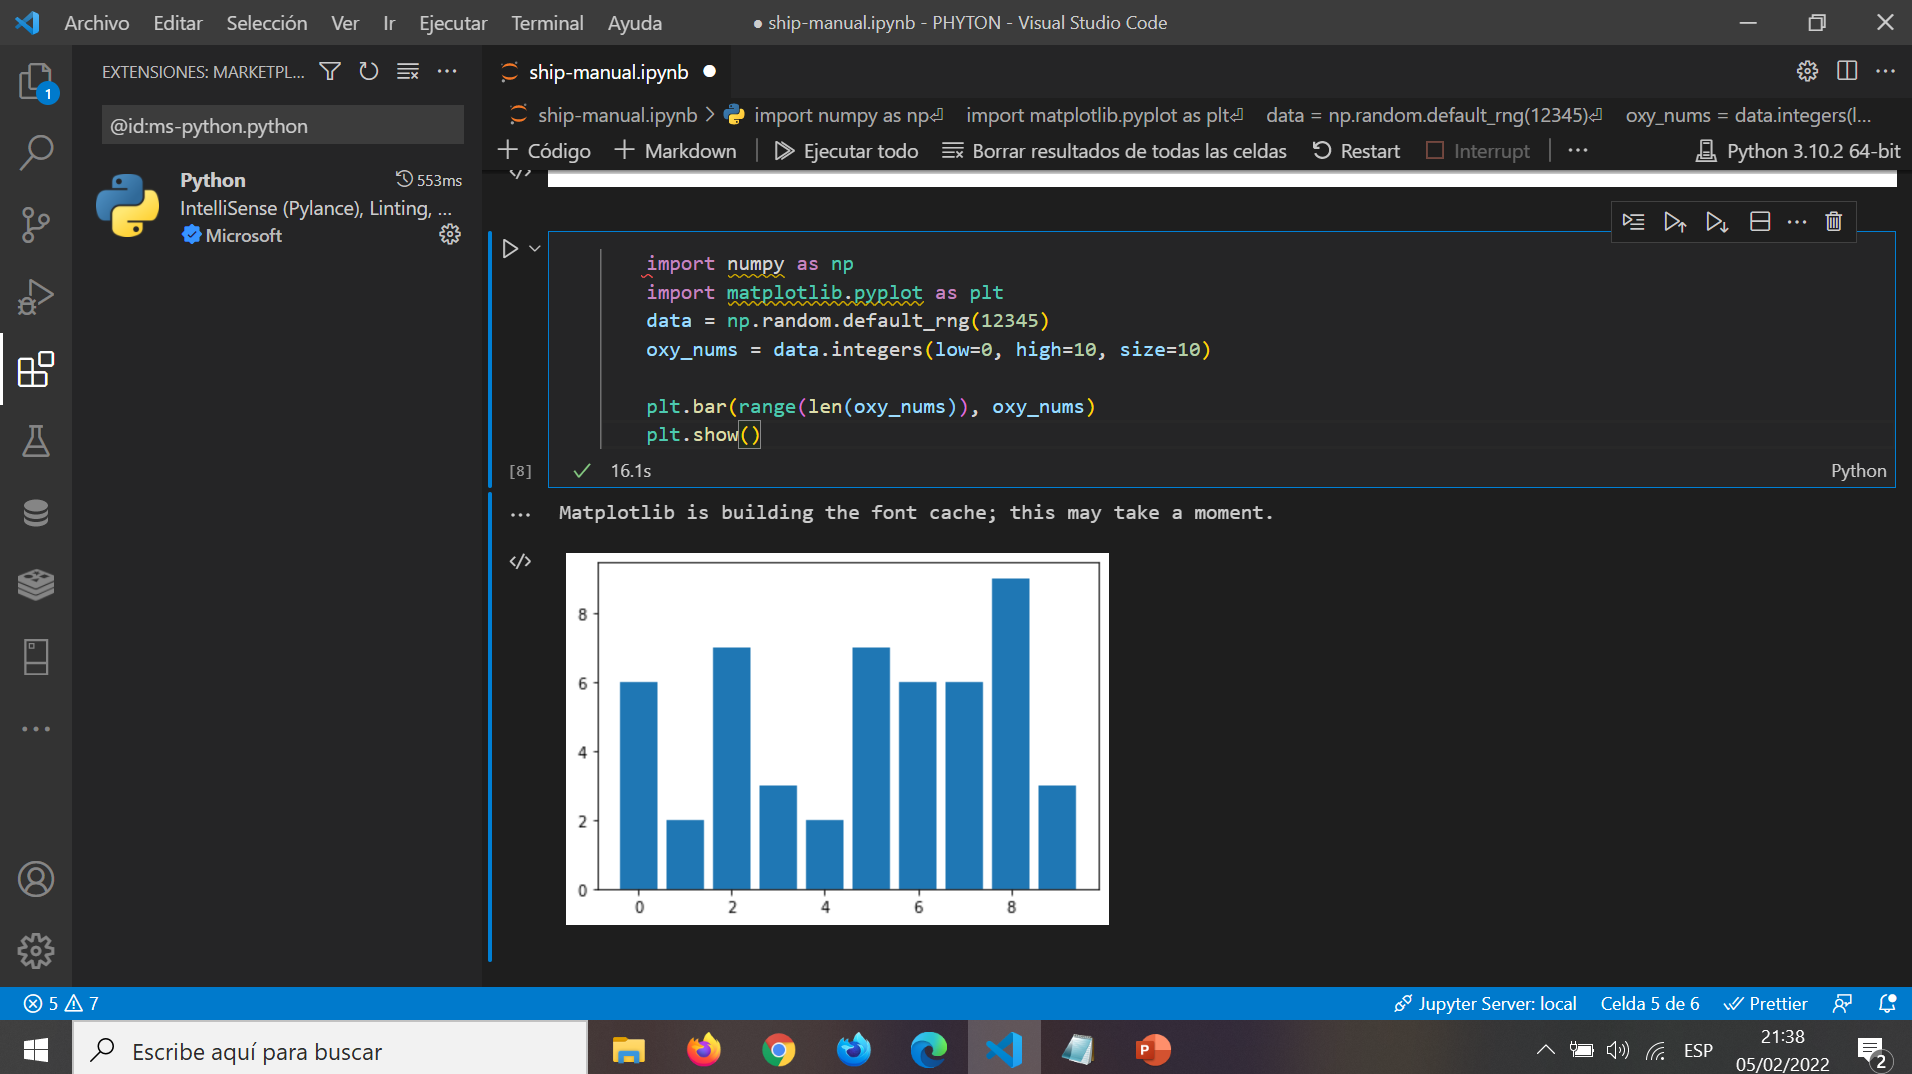 Archivo Editar Selección Ver Ir Ejecutar Terminal Ayuda ● ship-manual.ipynb - PHYTON - Visual Studio Code
EXTENSIONES: MARKETPL...
ship-manual.ipynb
1
@id:ms-python.python
ship-manual.ipynb > import numpy as np import matplotlib.pyplot as plt data = np.random.default_rng(12345) oxy_nums = data.integers(l...
Código Markdown Ejecutar todo Borrar resultados de todas las celdas Restart Interrupt Python 3.10.2 64-bit
Python 553ms
IntelliSense (Pylance), Linting, ...
Microsoft
import numpy as np
import matplotlib.pyplot as plt
data = np.random.default_rng(12345)
oxy_nums = data.integers(low=0, high=10, size=10)
plt.bar(range(len(oxy_nums)), oxy_nums)
plt.show()
[8] 16.1s Python
Matplotlib is building the font cache; this may take a moment.
8
6
4
2
0
0 2 4 6 8
5 7 Jupyter Server: local Celda 5 de 6 Prettier
Escribe aquí para buscar
ESP
21:38
05/02/2022
2